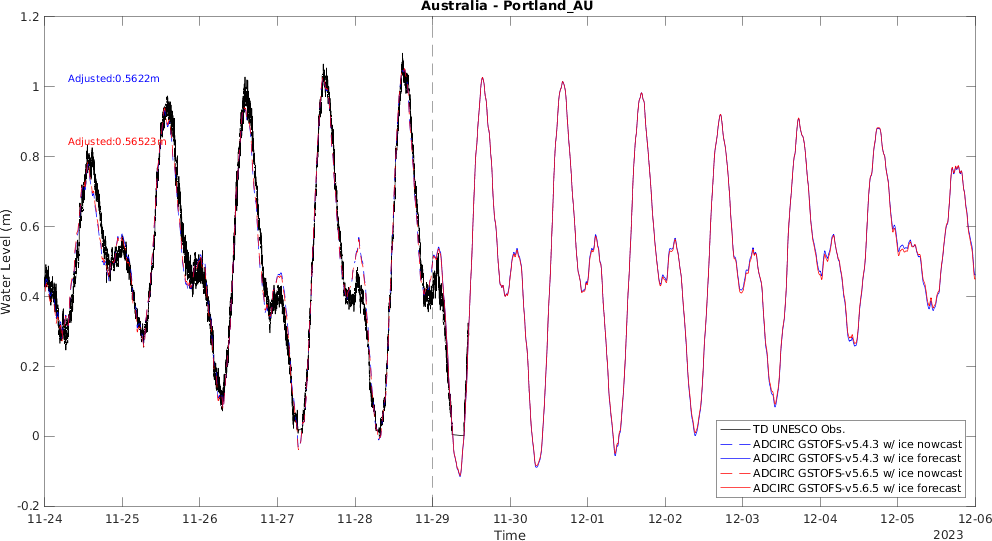 Australia - Portland_AU
1.2
1
0.8
0.6
0.4
0.2
0
-0.2
Water Level (m)
Adjusted:0.5622m
Adjusted:0.56523m
TD UNESCO Obs.
ADCIRC GSTOFS-v5.4.3 w/ ice nowcast
ADCIRC GSTOFS-v5.4.3 w/ ice forecast
ADCIRC GSTOFS-v5.6.5 w/ ice nowcast
ADCIRC GSTOFS-v5.6.5 w/ ice forecast
11-24 11-25 11-26 11-27 11-28 11-29 11-30 12-01 12-02 12-03 12-04 12-05 12-06
Time
2023